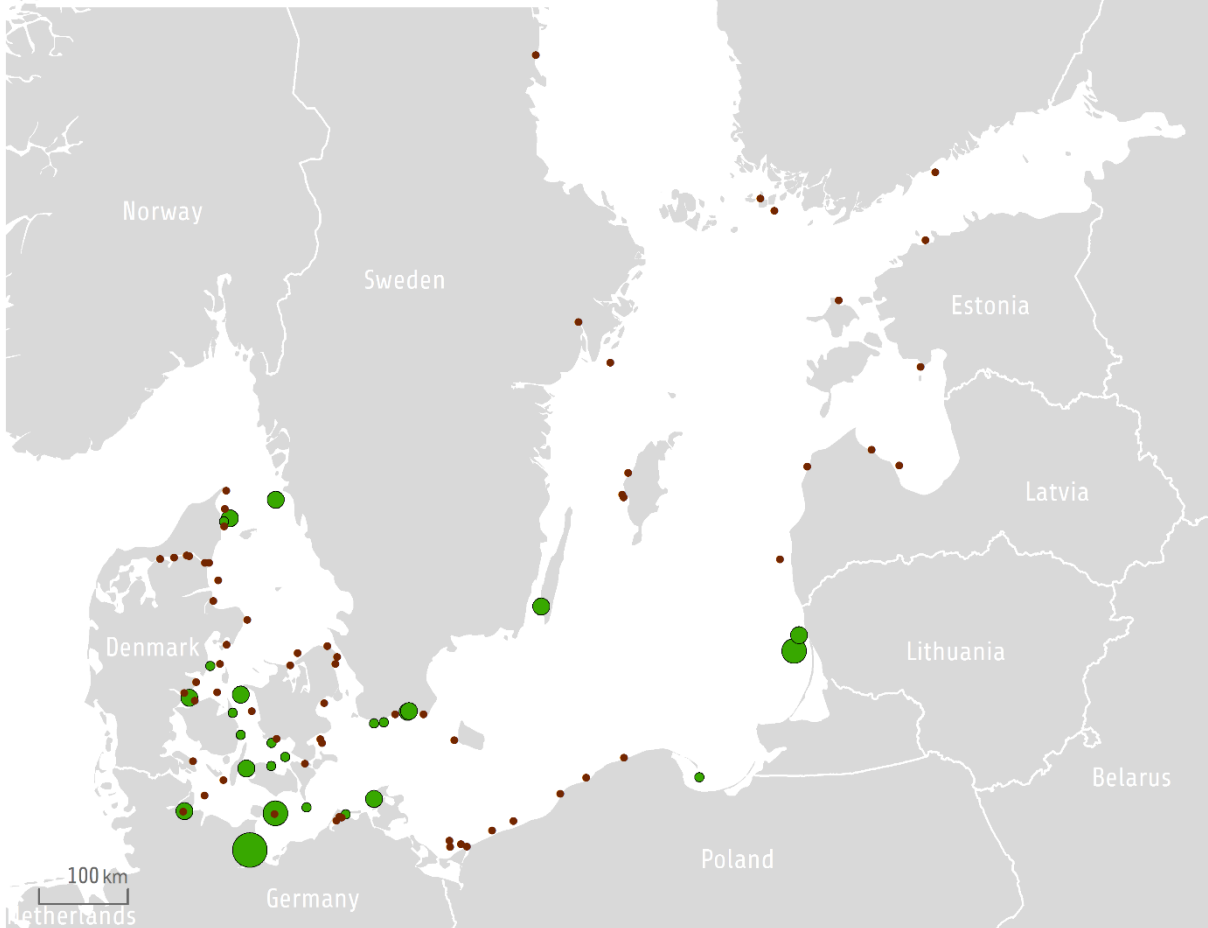 Norway
Sweden
Estonia
Latvia
Denmark
Lithuania
Belarus
Poland
100 km
Germany
Netherlands